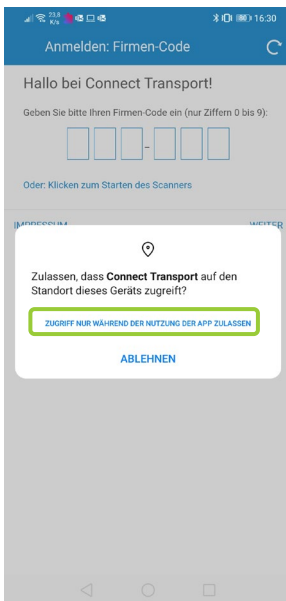 23,8
K/s
16:30
Anmelden: Firmen-Code
Hallo bei Connect Transport!
Geben Sie bitte Ihren Firmen-Code ein (nur Ziffern 0 bis 9):
-
Oder: Klicken zum Starten des Scanners
IMPRESSUM
WEITER
Zulassen, dass Connect Transport auf den
Standort dieses Geräts zugreift?
ZUGRIFF NUR WÄHREND DER NUTZUNG DER APP ZULASSEN
ABLEHNEN